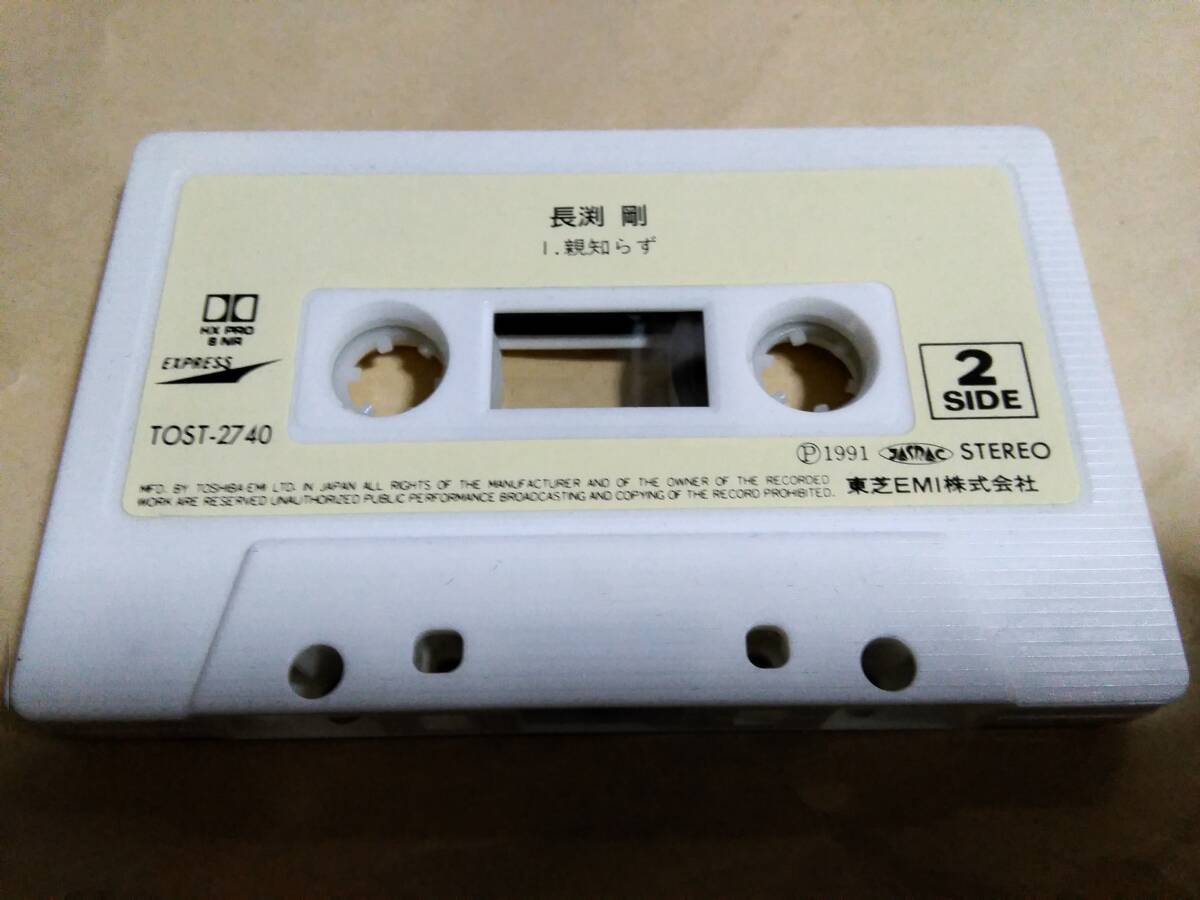 長渕 剛
1.親知らず
HX PRO
B NR
EXPRESS
TOST-2740
2
SIDE
Ⓟ1991 JASRAC STEREO
MFD. BY TOSHIBA-EMI LTD. IN JAPAN ALL RIGHTS OF THE MANUFACTURER AND OF THE OWNER OF THE RECORDED
WORK ARE RESERVED UNAUTHORIZED PUBLIC PERFORMANCE BROADCASTING AND COPYING OF THE RECORD PROHIBITED.
東芝EMI株式会社